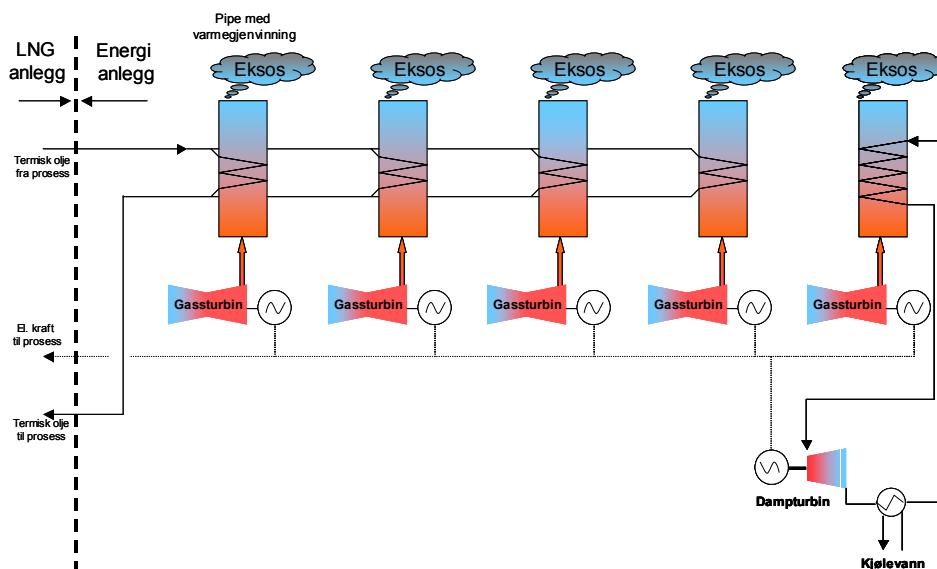 Pipe med
varmegjenvinning
LNG
anlegg
Energi
anlegg
Eksos
Eksos
Eksos
Eksos
Eksos
Termisk olje
fra prosess
Gassturbin
Gassturbin
Gassturbin
Gassturbin
Gassturbin
El. kraft
til prosess
Termisk olje
til prosess
Dampturbin
Kjølevann